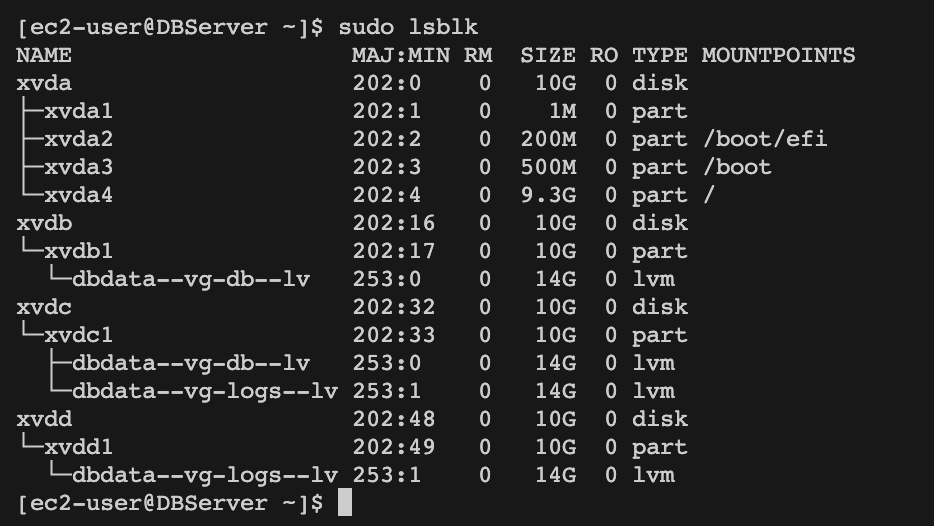 [ec2-user@DBServer ~]$ sudo lsblk
NAME                    MAJ:MIN RM  SIZE RO TYPE MOUNTPOINTS
xvda                    202:0    0   10G  0 disk
├─xvda1                 202:1    0    1M  0 part
├─xvda2                 202:2    0  200M  0 part /boot/efi
├─xvda3                 202:3    0  500M  0 part /boot
└─xvda4                 202:4    0  9.3G  0 part /
xvdb                    202:16   0   10G  0 disk
└─xvdb1                 202:17   0   10G  0 part
  └─dbdata--vg-db--lv   253:0    0   14G  0 lvm
xvdc                    202:32   0   10G  0 disk
└─xvdc1                 202:33   0   10G  0 part
  ├─dbdata--vg-db--lv   253:0    0   14G  0 lvm
  └─dbdata--vg-logs--lv 253:1    0   14G  0 lvm
xvdd                    202:48   0   10G  0 disk
└─xvdd1                 202:49   0   10G  0 part
  └─dbdata--vg-logs--lv 253:1    0   14G  0 lvm
[ec2-user@DBServer ~]$